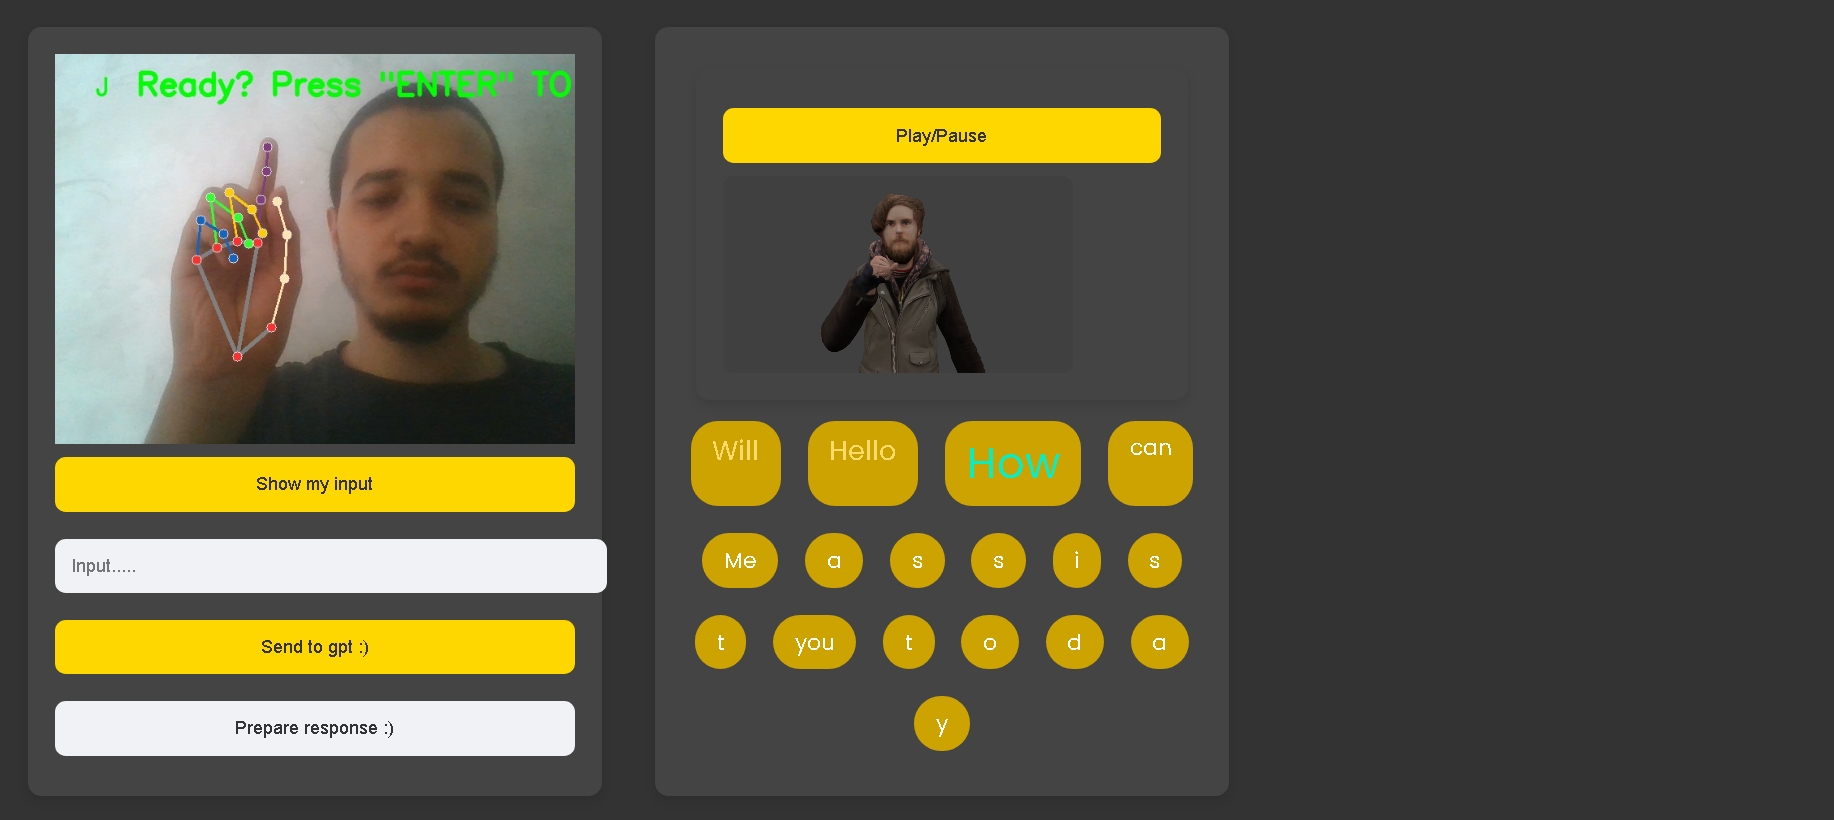 J Ready? Press "ENTER" TO
Show my input
Input.....
Send to gpt :)
Prepare response :)
Play/Pause
Will Hello How can
Me a s s i s
t you t o d a
y